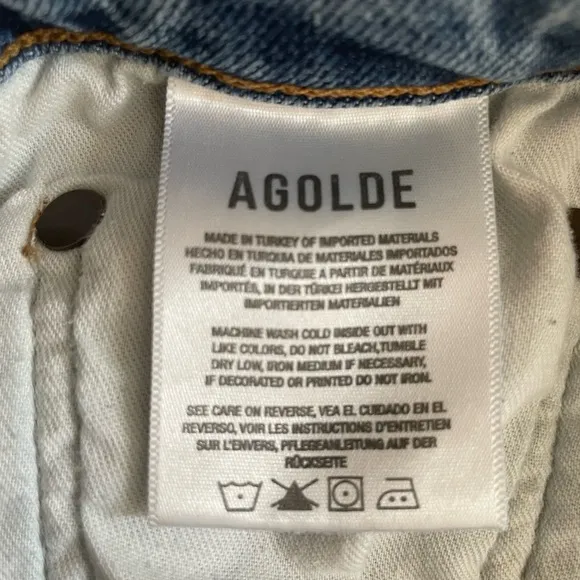 AGOLDE
MADE IN TURKEY OF IMPORTED MATERIALS
HECHO EN TURQUIA DE MATERIALES IMPORTADOS
FABRIQUÉ EN TURQUIE A PARTIR DE MATÉRIAUX
IMPORTÉS, IN DER TÜRKEI HERGESTELLT MIT
IMPORTIERTEN MATERIALIEN
MACHINE WASH COLD INSIDE OUT WITH
LIKE COLORS, DO NOT BLEACH,TUMBLE
DRY LOW, IRON MEDIUM IF NECESSARY,
IF DECORATED OR PRINTED DO NOT IRON.
SEE CARE ON REVERSE, VEA EL CUIDADO EN EL
REVERSO, VOIR LES INSTRUCTIONS D'ENTRETIEN
SUR L'ENVERS, PFLEGEANLEITUNG AUF DER
RÜCKSEITE